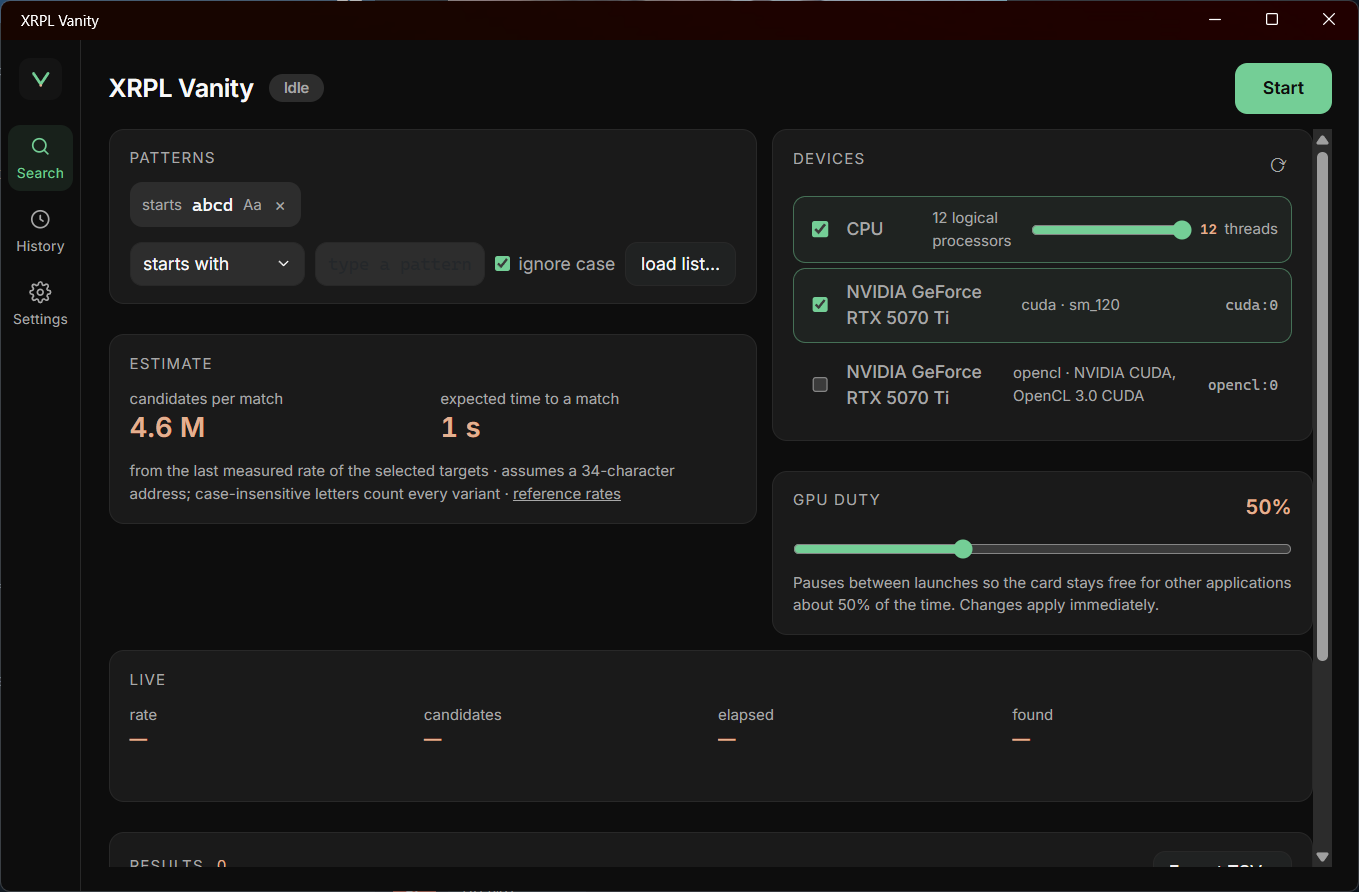 XRPL Vanity
XRPL Vanity
Idle
Start
Search
History
Settings
PATTERNS
starts abcd Aa ×
starts with
type a pattern
ignore case
load list...
ESTIMATE
candidates per match
4.6 M
expected time to a match
1 s
from the last measured rate of the selected targets · assumes a 34-character
address; case-insensitive letters count every variant · reference rates
DEVICES
CPU
12 logical
processors
12 threads
NVIDIA GeForce
RTX 5070 Ti
cuda · sm_120
cuda:0
NVIDIA GeForce
RTX 5070 Ti
opencl · NVIDIA CUDA,
OpenCL 3.0 CUDA
opencl:0
GPU DUTY
50%
Pauses between launches so the card stays free for other applications
about 50% of the time. Changes apply immediately.
LIVE
rate
—
candidates
—
elapsed
—
found
—
RESULTS 0